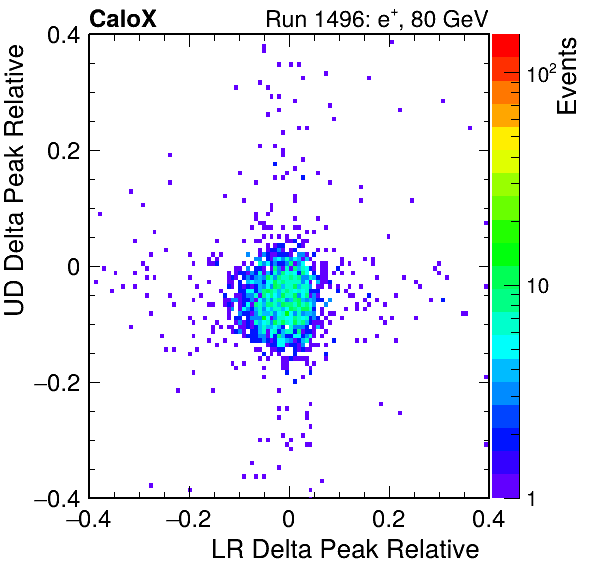 CaloX Run 1496: e+, 80 GeV
UD Delta Peak Relative
0.4
0.2
0
−0.2
−0.4
−0.4 −0.2 0 0.2 0.4
LR Delta Peak Relative
Events
10²
10
1